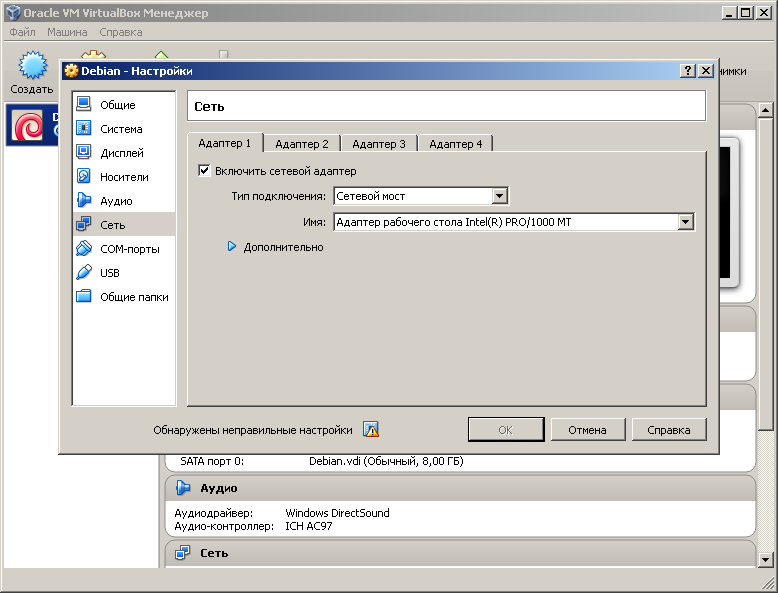 Oracle VM VirtualBox Менеджер
Файл Машина Справка
Создать
Debian - Настройки
Общие
Система
Дисплей
Носители
Аудио
Сеть
COM-порты
USB
Общие папки
Сеть
Адаптер 1 Адаптер 2 Адаптер 3 Адаптер 4
Включить сетевой адаптер
Тип подключения: Сетевой мост
Имя: Адаптер рабочего стола Intel(R) PRO/1000 MT
Дополнительно
Обнаружены неправильные настройки
OK Отмена Справка
SATA порт 0: Debian.vdi (Обычный, 8,00 ГБ)
Аудио
Аудиодрайвер: Windows DirectSound
Аудио-контроллер: ICH AC97
Сеть